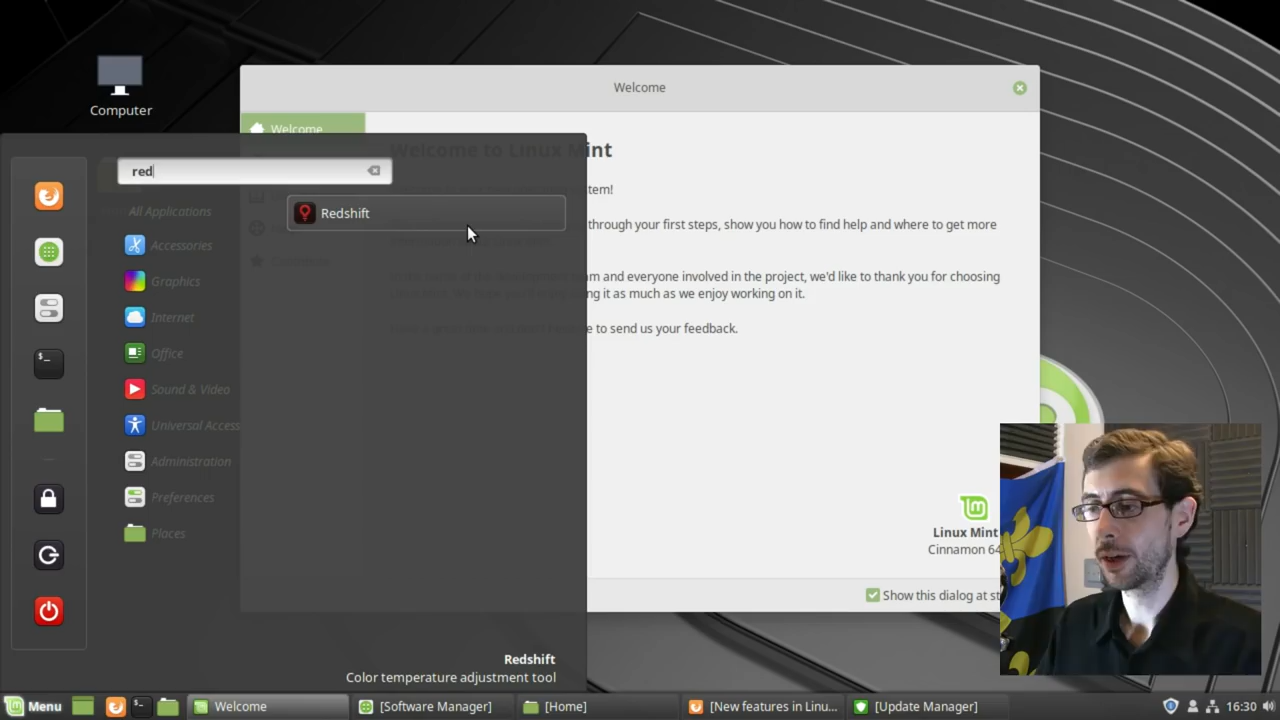 Computer
Welcome
Welcome
Welcome to Linux Mint
red
Redshift
All Applications
Accessories
Graphics
Internet
Office
Sound & Video
Universal Access
Administration
Preferences
Places
tem!
through your first steps, show you how to find help and where to get more
am and everyone involved in the project, we'd like to thank you for choosing
ng it as much as we enjoy working on it.
e to send us your feedback.
Linux Mint
Cinnamon 64
Show this dialog at st
Redshift
Color temperature adjustment tool
Menu
Welcome
[Software Manager]
[Home]
[New features in Linu...
[Update Manager]
16:30